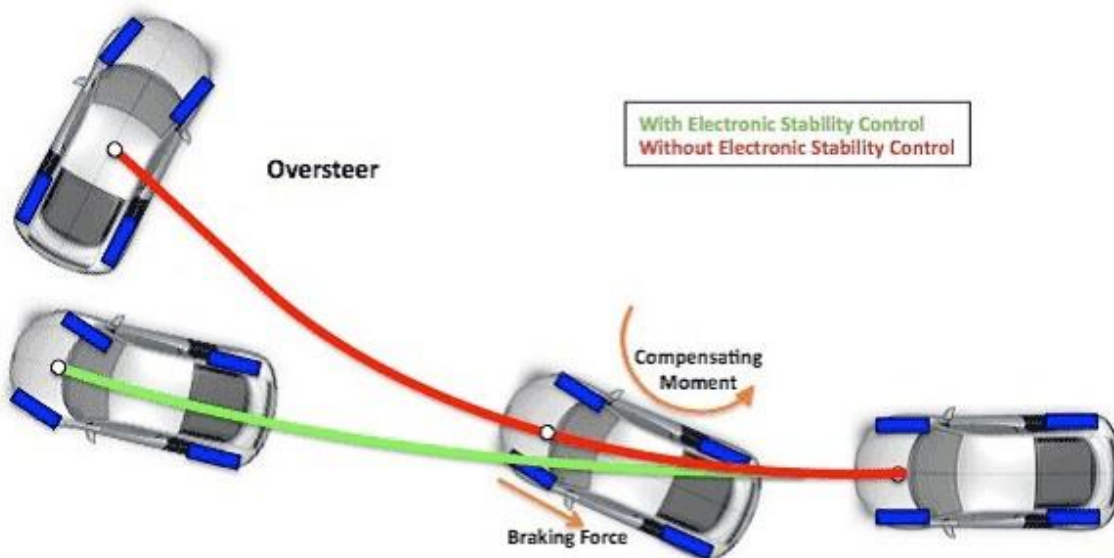 With Electronic Stability Control
Without Electronic Stability Control
Oversteer
Compensating
Moment
Braking Force